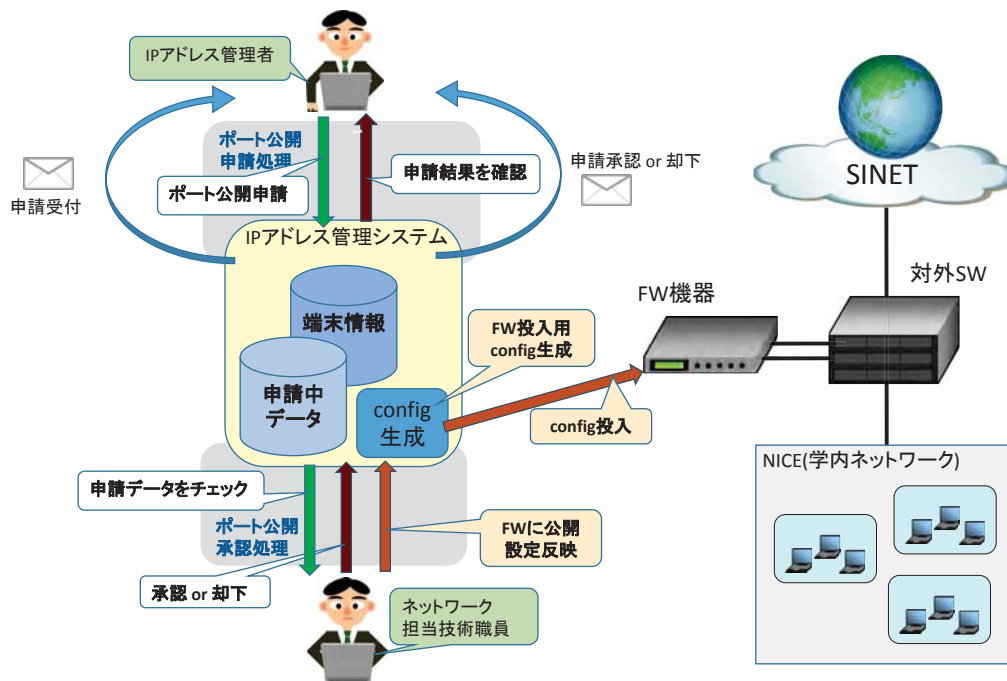 IPアドレス管理者
ポート公開
申請処理
ポート公開申請
1
申請結果を確認
申請受付
申請承認 or 却下
IPアドレス管理システム
端末情報
申請中
データ
config
生成
FW投入用
config生成
config投入
FW機器
SINET
対外SW
NICE(学内ネットワーク)
申請データをチェック
ポート公開
承認処理
承認 or 却下
FWに公開
設定反映
ネットワーク
担当技術職員